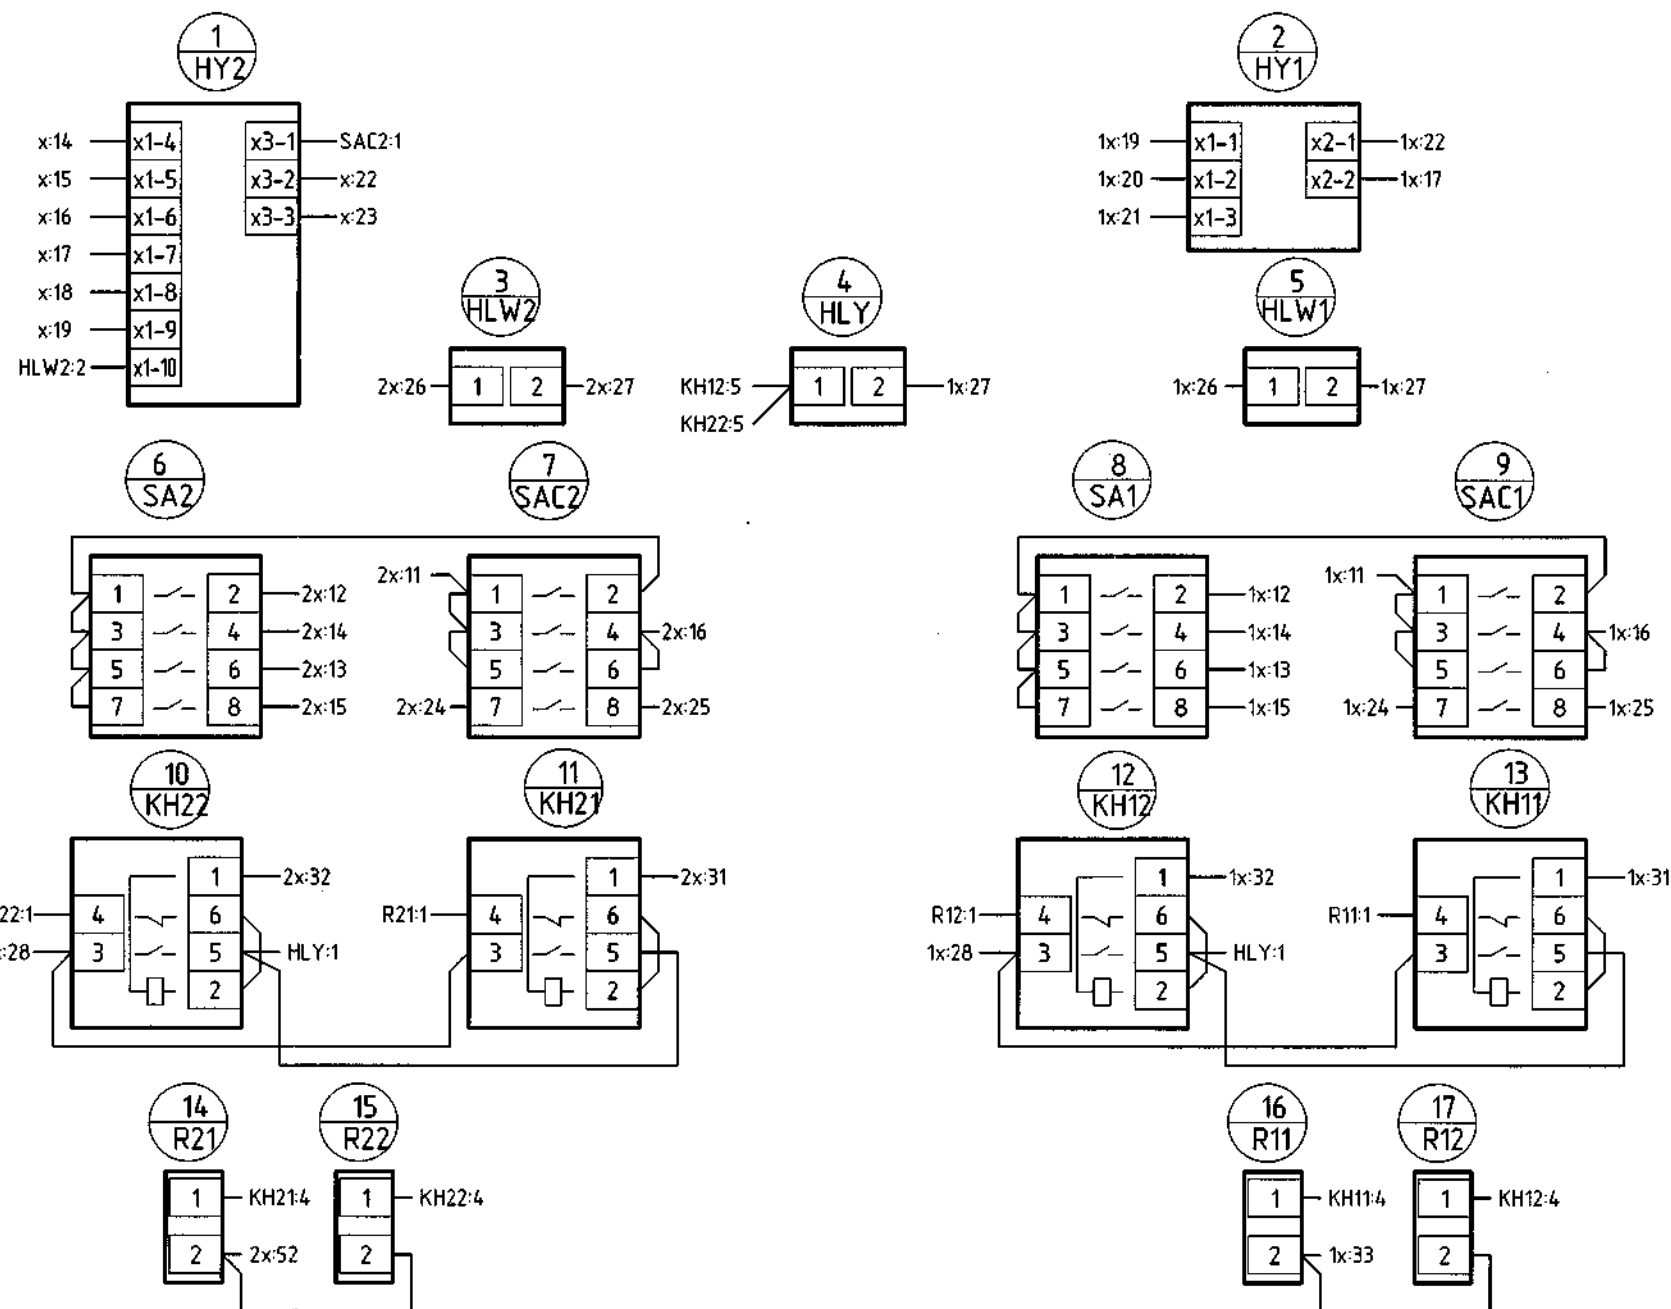 1
HY2
x:14 x1-4 x3-1 SAC2:1
x:15 x1-5 x3-2 x:22
x:16 x1-6 x3-3 x:23
x:17 x1-7
x:18 x1-8
x:19 x1-9
HLW2:2 x1-10
2
HY1
1x:19 x1-1 x2-1 1x:22
1x:20 x1-2 x2-2 1x:17
1x:21 x1-3
3
HLW2
2x:26 1 2 2x:27
4
HLY
KH12:5 1 2 1x:27
KH22:5
5
HLW1
1x:26 1 2 1x:27
6
SA2
1 2 2x:12
3 4 2x:14
5 6 2x:13
7 8 2x:15
7
SAC2
2x:11
1 2
3 4 2x:16
5 6
2x:24 7 8 2x:25
8
SA1
1 2 1x:12
3 4 1x:14
5 6 1x:13
7 8 1x:15
9
SAC1
1x:11
1 2
3 4 1x:16
5 6
1x:24 7 8 1x:25
10
KH22
1 2x:32
22:1 4 6
:28 3 5 HLY:1
2
11
KH21
1 2x:31
R21:1 4 6
3 5
2
12
KH12
1 1x:32
R12:1 4 6
1x:28 3 5 HLY:1
2
13
KH11
1 1x:31
R11:1 4 6
3 5
2
14
R21
1 KH21:4
2 2x:52
15
R22
1 KH22:4
2
16
R11
1 KH11:4
2 1x:33
17
R12
1 KH12:4
2